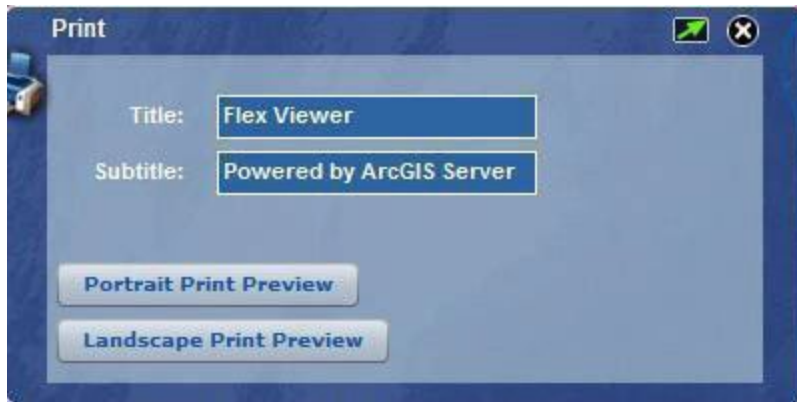 Print
Title: Flex Viewer
Subtitle: Powered by ArcGIS Server
Portrait Print Preview
Landscape Print Preview